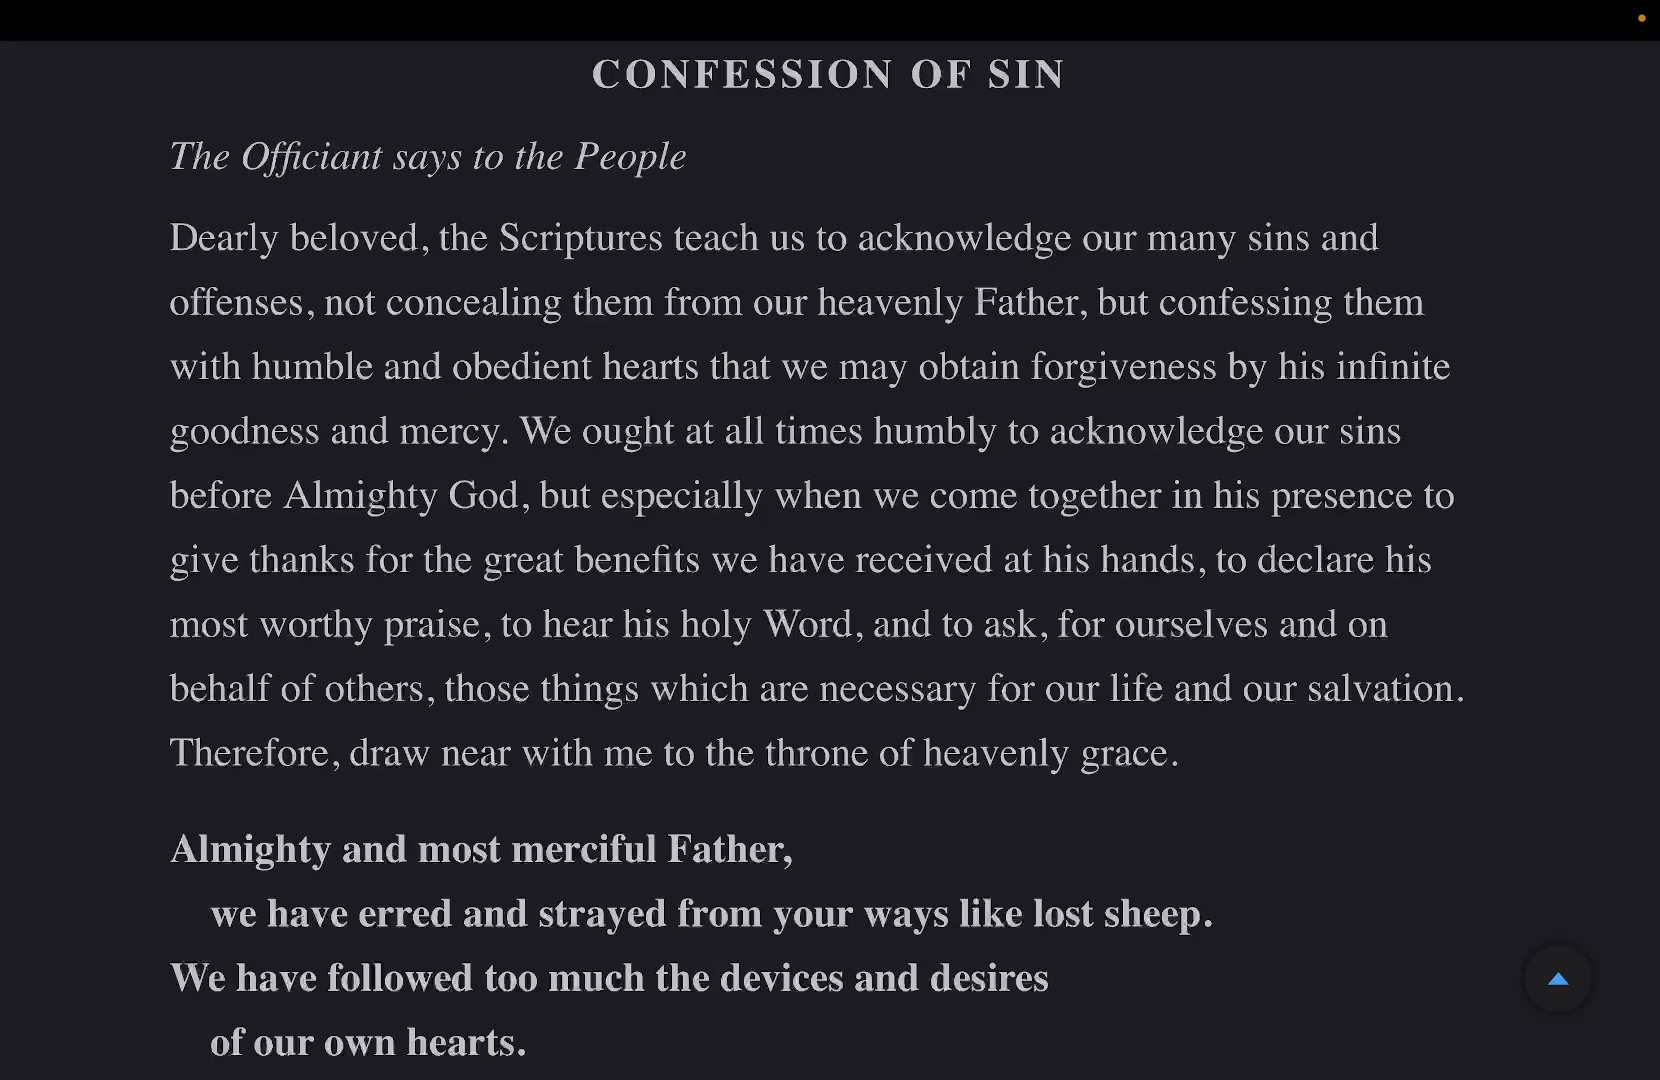 CONFESSION OF SIN
The Officiant says to the People
Dearly beloved, the Scriptures teach us to acknowledge our many sins and
offenses, not concealing them from our heavenly Father, but confessing them
with humble and obedient hearts that we may obtain forgiveness by his infinite
goodness and mercy. We ought at all times humbly to acknowledge our sins
before Almighty God, but especially when we come together in his presence to
give thanks for the great benefits we have received at his hands, to declare his
most worthy praise, to hear his holy Word, and to ask, for ourselves and on
behalf of others, those things which are necessary for our life and our salvation.
Therefore, draw near with me to the throne of heavenly grace.
Almighty and most merciful Father,
we have erred and strayed from your ways like lost sheep.
We have followed too much the devices and desires
of our own hearts.